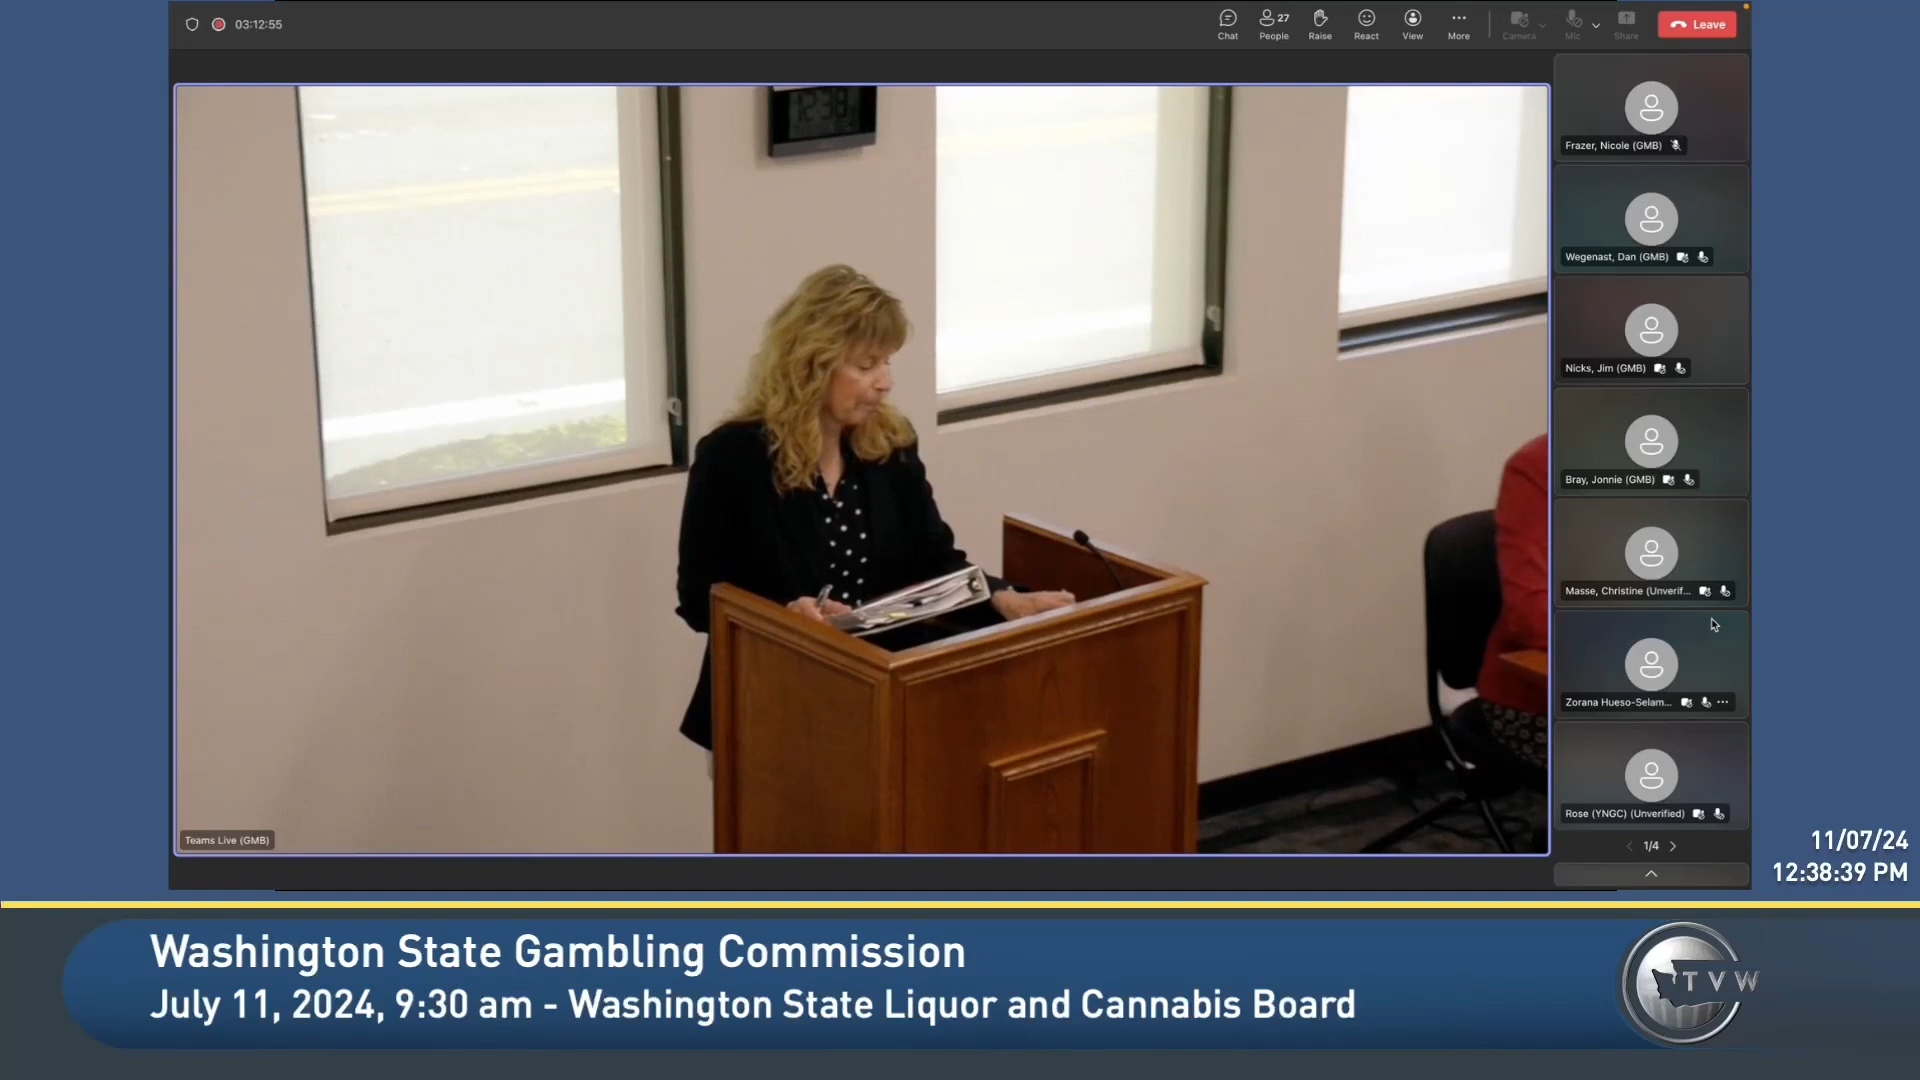 03:12:55
Chat
27
People
Raise
React
View
More
Camera
Mic
Share
Leave
12:38
Frazer, Nicole (GMB)
Wegenast, Dan (GMB)
Nicks, Jim (GMB)
Bray, Jonnie (GMB)
Masse, Christine (Unverif...
Zorana Hueso-Selam...
Rose (YNGC) (Unverified)
1/4
Teams Live (GMB)
11/07/24
12:38:39 PM
Washington State Gambling Commission
July 11, 2024, 9:30 am - Washington State Liquor and Cannabis Board
TVW